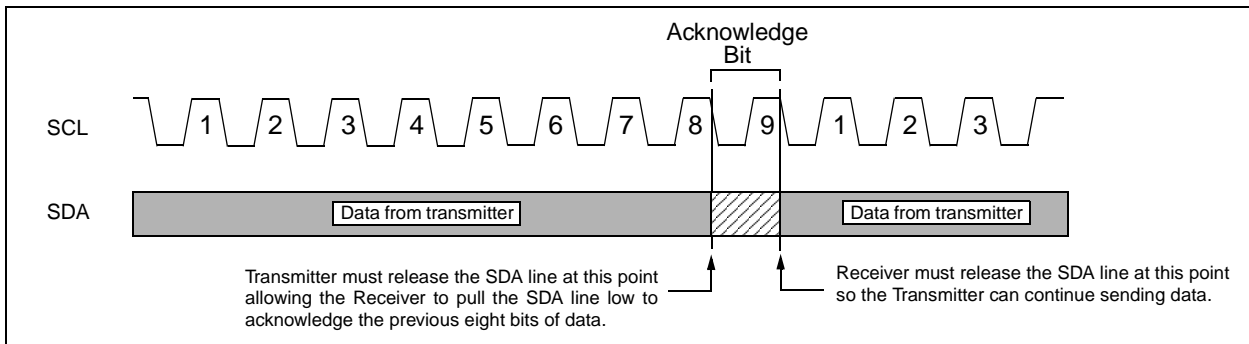 Acknowledge
Bit
SCL
1 2 3 4 5 6 7 8 9 1 2 3
SDA
Data from transmitter
Data from transmitter
Transmitter must release the SDA line at this point
allowing the Receiver to pull the SDA line low to
acknowledge the previous eight bits of data.
Receiver must release the SDA line at this point
so the Transmitter can continue sending data.